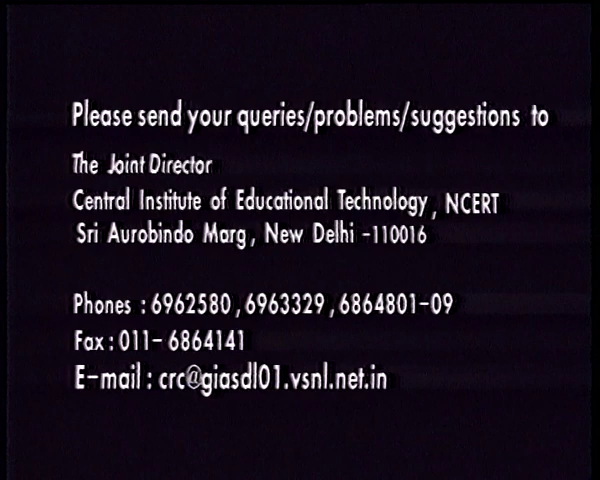 Please send your queries/problems/suggestions to
The Joint Director
Central Institute of Educational Technology, NCERT
Sri Aurobindo Marg, New Delhi -110016
Phones : 6962580, 6963329, 6864801-09
Fax : 011- 6864141
E-mail : crc@giasdl01.vsnl.net.in